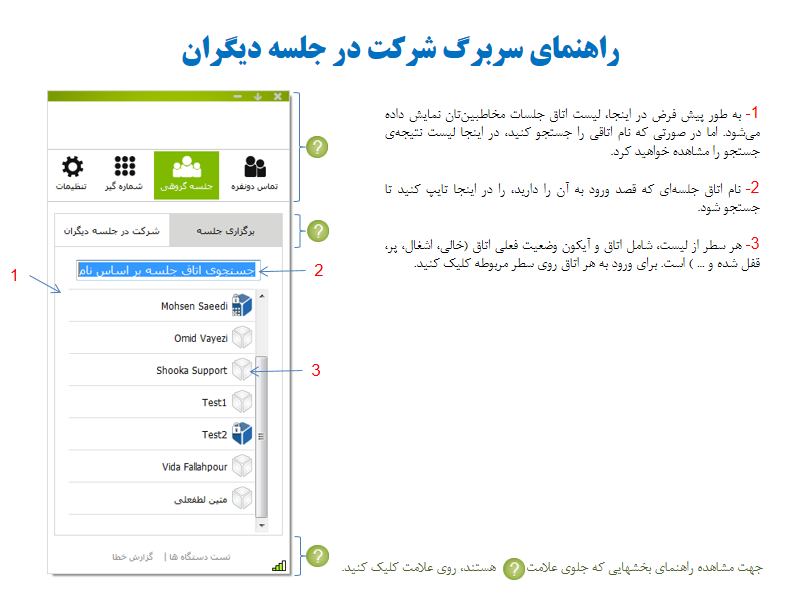 راهنمای سربرگ شرکت در جلسه دیگران
1- به طور پیش فرض در اینجا، لیست اتاق جلسات مخاطبین‌تان نمایش داده
می‌شود. اما در صورتی که نام اتاقی را جستجو کنید، در اینجا لیست نتیجه‌ی
جستجو را مشاهده خواهید کرد.
2- نام اتاق جلسه‌ای که قصد ورود به آن را دارید، را در اینجا تایپ کنید تا
جستجو شود.
3- هر سطر از لیست، شامل اتاق و آیکون وضعیت فعلی اتاق (خالی، اشغال، پر،
قفل شده و ... ) است. برای ورود به هر اتاق روی سطر مربوطه کلیک کنید.
تماس دونفره جلسه گروهی شماره گیر تنظیمات
?
برگزاری جلسه شرکت در جلسه دیگران
?
جستجوی اتاق جلسه بر اساس نام
2
1
Mohsen Saeedi
Omid Vayezi
Shooka Support
3
Test1
Test2
Vida Fallahpour
متین لطفعلی
تست دستگاه ها | گزارش خطا
?
جهت مشاهده راهنمای بخشهایی که جلوی علامت ? هستند، روی علامت کلیک کنید.